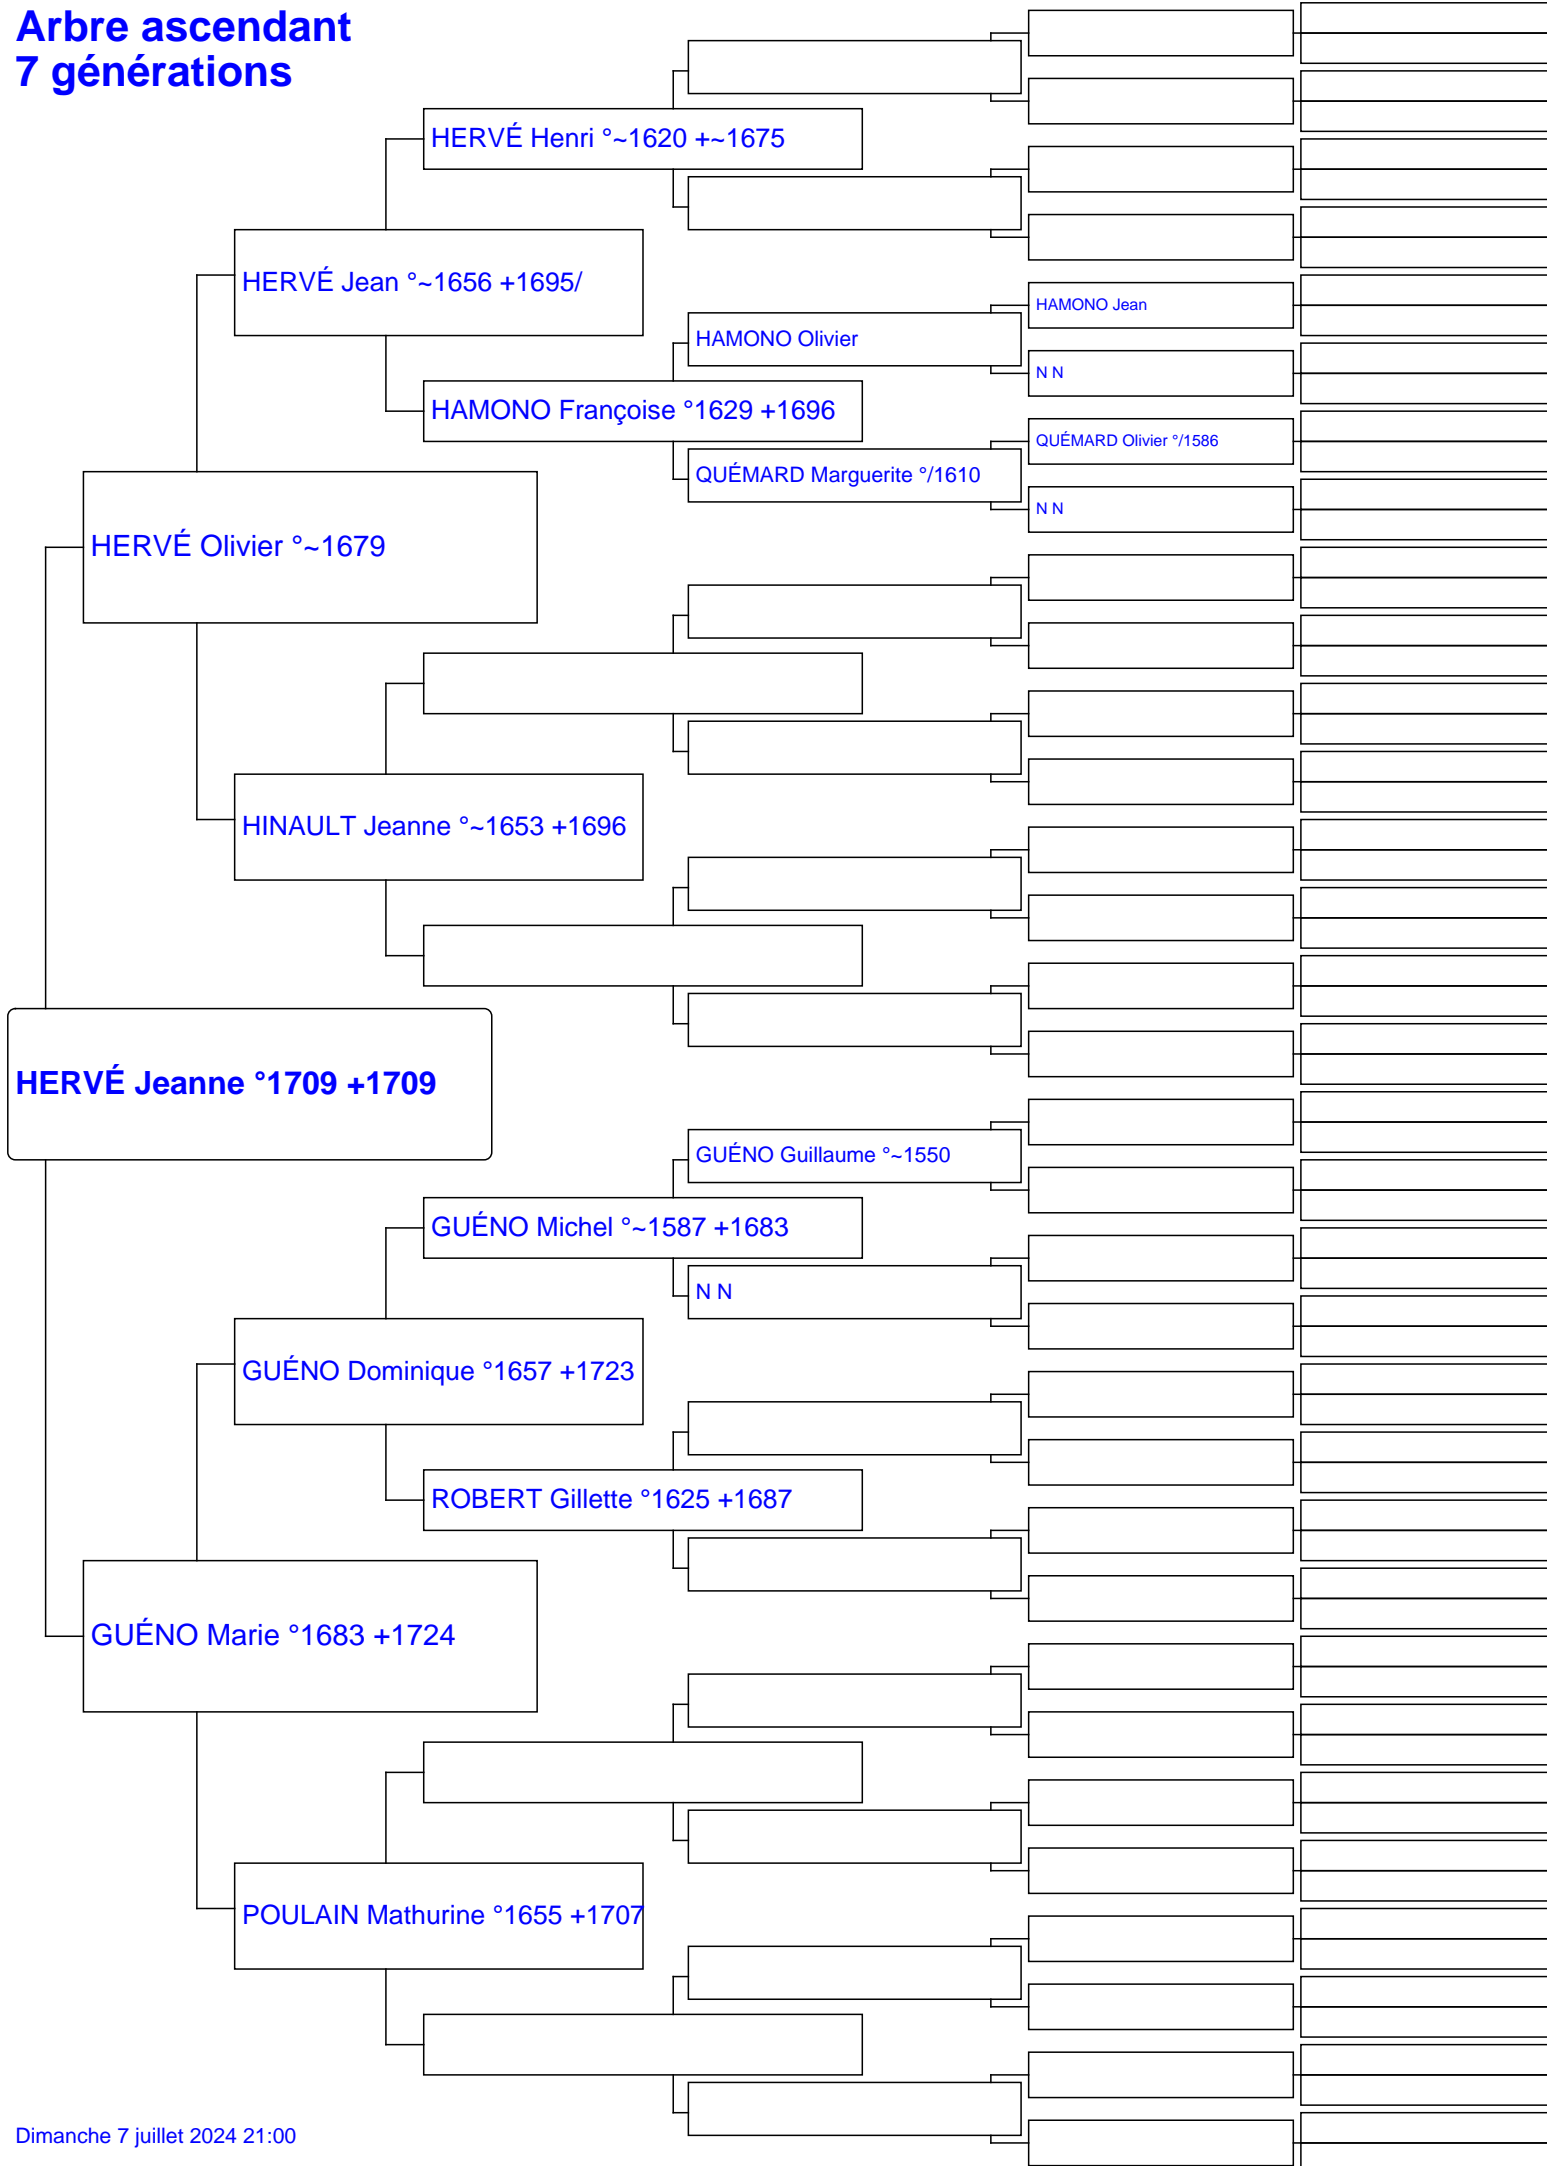 Arbre ascendant
7 générations
HERVÉ Henri °~1620 +~1675
HERVÉ Jean °~1656 +1695/
HAMONO Jean
HAMONO Olivier
N N
HAMONO Françoise °1629 +1696
QUÉMARD Olivier °/1586
QUÉMARD Marguerite °/1610
N N
HERVÉ Olivier °~1679
HINAULT Jeanne °~1653 +1696
HERVÉ Jeanne °1709 +1709
GUÉNO Guillaume °~1550
GUÉNO Michel °~1587 +1683
N N
GUÉNO Dominique °1657 +1723
ROBERT Gillette °1625 +1687
GUÉNO Marie °1683 +1724
POULAIN Mathurine °1655 +1707
Dimanche 7 juillet 2024 21:00